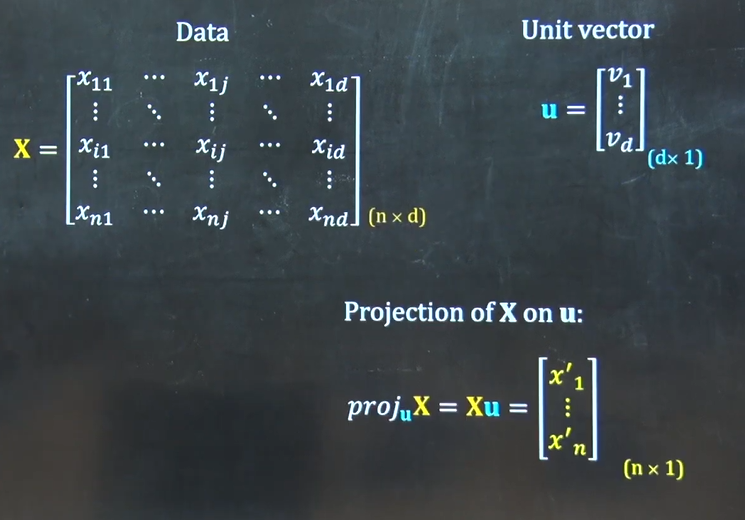 Data
X = [x₁₁ ⋯ x₁ⱼ ⋯ x₁d
⋮ ⋱ ⋮ ⋱ ⋮
xᵢ₁ ⋯ xᵢⱼ ⋯ xᵢd
⋮ ⋱ ⋮ ⋱ ⋮
xₙ₁ ⋯ xₙⱼ ⋯ xₙd] (n × d)
Unit vector
u = [v₁
⋮
v_d] (d× 1)
Projection of X on u:
projᵤX = Xu = [x'₁
⋮
x'ₙ] (n × 1)